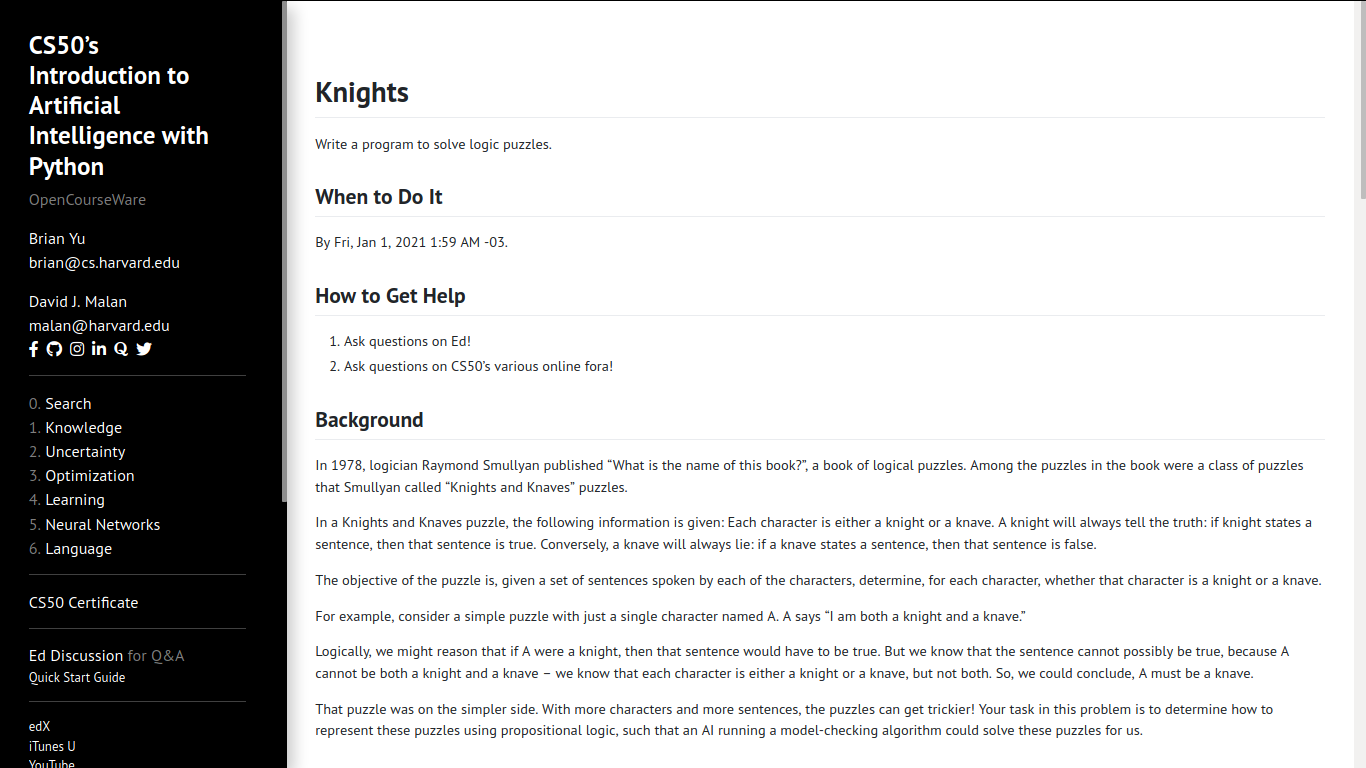 CS50’s
Introduction to
Artificial
Intelligence with
Python
OpenCourseWare
Brian Yu
brian@cs.harvard.edu
David J. Malan
malan@harvard.edu
0. Search
1. Knowledge
2. Uncertainty
3. Optimization
4. Learning
5. Neural Networks
6. Language
CS50 Certificate
Ed Discussion for Q&A
Quick Start Guide
edX
iTunes U
YouTube
Knights
Write a program to solve logic puzzles.
When to Do It
By Fri, Jan 1, 2021 1:59 AM -03.
How to Get Help
1. Ask questions on Ed!
2. Ask questions on CS50’s various online fora!
Background
In 1978, logician Raymond Smullyan published “What is the name of this book?”, a book of logical puzzles. Among the puzzles in the book were a class of puzzles
that Smullyan called “Knights and Knaves” puzzles.
In a Knights and Knaves puzzle, the following information is given: Each character is either a knight or a knave. A knight will always tell the truth: if knight states a
sentence, then that sentence is true. Conversely, a knave will always lie: if a knave states a sentence, then that sentence is false.
The objective of the puzzle is, given a set of sentences spoken by each of the characters, determine, for each character, whether that character is a knight or a knave.
For example, consider a simple puzzle with just a single character named A. A says “I am both a knight and a knave.”
Logically, we might reason that if A were a knight, then that sentence would have to be true. But we know that the sentence cannot possibly be true, because A
cannot be both a knight and a knave – we know that each character is either a knight or a knave, but not both. So, we could conclude, A must be a knave.
That puzzle was on the simpler side. With more characters and more sentences, the puzzles can get trickier! Your task in this problem is to determine how to
represent these puzzles using propositional logic, such that an AI running a model-checking algorithm could solve these puzzles for us.